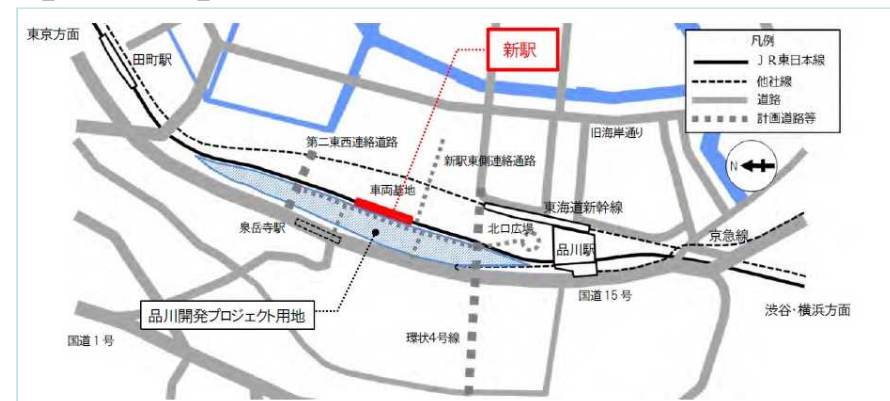 東京方面
田町駅
新駅
凡例
JR東日本線
他社線
道路
計画道路等
旧海岸通り
第二東西連絡道路
新駅東側連絡通路
N
車両基地
東海道新幹線
泉岳寺駅
北口広場
品川駅
京急線
国道15号
品川開発プロジェクト用地
渋谷・横浜方面
国道1号
環状4号線